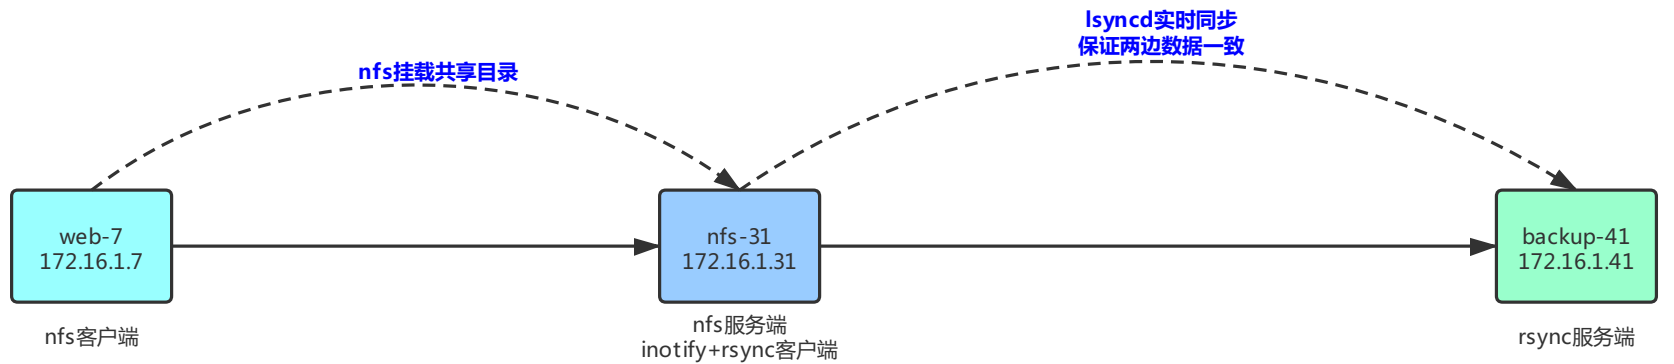 lsyncd实时同步
保证两边数据一致
nfs挂载共享目录
web-7
172.16.1.7
nfs-31
172.16.1.31
backup-41
172.16.1.41
nfs客户端
nfs服务端
inotify+rsync客户端
rsync服务端